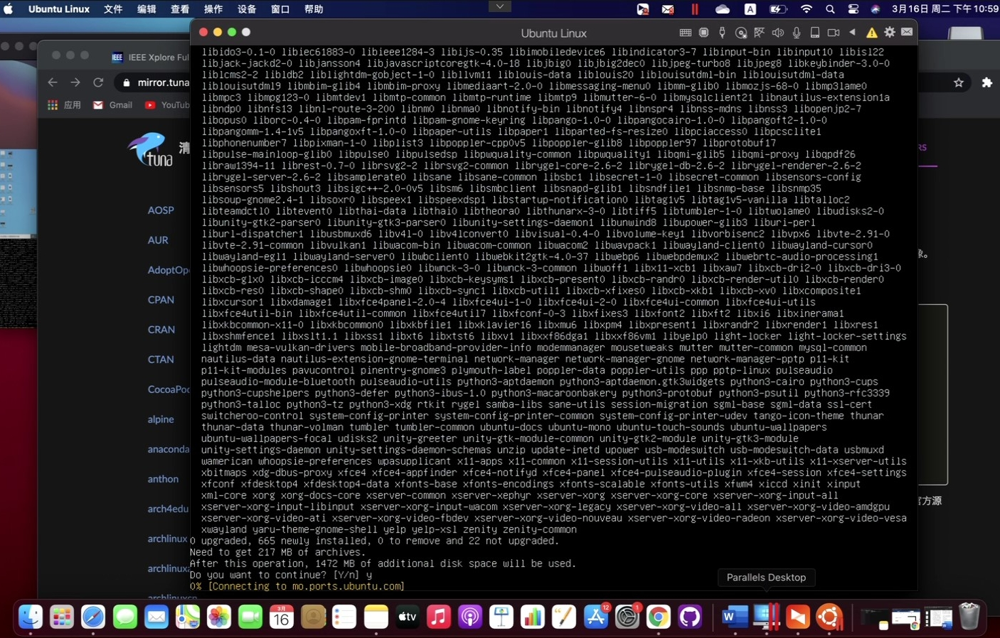 Ubuntu Linux 文件 编辑 查看 操作 设备 窗口 帮助 A 3月16日 周二 下午10:59
Ubuntu Linux
IEEE Xplore Ful
mirror.tuna
应用 Gmail YouTub
tuna 清
RS
AOSP
AUR
AdoptOpe
CPAN
CRAN
CTAN
CocoaPoo
alpine
anaconda
anthon
arch4edu
archlinux
archlinuxa
像。
官方源
libido3-0.1-0 libiec61883-0 libieee1284-3 libijs-0.35 libimobiledevice6 libindicator3-7 libinput-bin libinput10 libisl22
libjack-jackd2-0 libjansson4 libjavascriptcoregtk-4.0-18 libjbig0 libjbig2dec0 libjpeg-turbo8 libjpeg8 libkeybinder-3.0-0
liblcms2-2 libldb2 liblightdm-gobject-1-0 libllvm11 liblouis-data liblouis20 liblouisutdml-bin liblouisutdml-data
liblouisutdml9 libmbim-glib4 libmbim-proxy libmediaart-2.0-0 libmessaging-menu0 libmm-glib0 libmozjs-68-0 libmp3lame0
libmpc3 libmpg123-0 libmtdev1 libmtp-common libmtp-runtime libmtp9 libmutter-6-0 libmysqlclient21 libnautilus-extension1a
libndp0 libnfs13 libnl-route-3-200 libnm0 libnma0 libnotify-bin libnotify4 libnspr4 libnss-mdns libnss3 libopenjp2-7
libopus0 liborc-0.4-0 libpam-fprintd libpam-gnome-keyring libpango-1.0-0 libpangocairo-1.0-0 libpangoft2-1.0-0
libpangomm-1.4-1v5 libpangoxft-1.0-0 libpaper-utils libpaper1 libparted-fs-resize0 libpciaccess0 libpcsclite1
libphonenumber7 libpixman-1-0 libplist3 libpoppler-cpp0v5 libpoppler-glib8 libpoppler97 libprotobuf17
libpulse-mainloop-glib0 libpulse0 libpulsedsp libpwquality-common libpwquality1 libqmi-glib5 libqmi-proxy libqpdf26
libraw1394-11 librest-0.7-0 librsvg2-2 librsvg2-common librygel-core-2.6-2 librygel-db-2.6-2 librygel-renderer-2.6-2
librygel-server-2.6-2 libsamplerate0 libsane libsane-common libsbc1 libsecret-1-0 libsecret-common libsensors-config
libsensors5 libshout3 libsigc++-2.0-0v5 libsm6 libsmbclient libsnapd-glib1 libsndfile1 libsnmp-base libsnmp35
libsoup-gnome2.4-1 libsoxr0 libspeex1 libspeexdsp1 libstartup-notification0 libtag1v5 libtag1v5-vanilla libtalloc2
libteamdctl0 libtevent0 libthai-data libthai0 libtheora0 libthunarx-3-0 libtiff5 libtumbler-1-0 libtwolame0 libudisks2-0
libunity-gtk2-parser0 libunity-gtk3-parser0 libunity-settings-daemon1 libunwind8 libupower-glib3 liburi-perl
liburl-dispatcher1 libusbmuxd6 libv4l-0 libv4lconvert0 libvisual-0.4-0 libvolume-key1 libvorbisenc2 libvpx6 libvte-2.91-0
libvte-2.91-common libvulkan1 libwacom-bin libwacom-common libwacom2 libwavpack1 libwayland-client0 libwayland-cursor0
libwayland-egl1 libwayland-server0 libwbclient0 libwebkit2gtk-4.0-37 libwebp6 libwebpdemux2 libwebrtc-audio-processing1
libwhoopsie-preferences0 libwhoopsie0 libwnck-3-0 libwnck-3-common libwoff1 libx11-xcb1 libxaw7 libxcb-dri2-0 libxcb-dri3-0
libxcb-glx0 libxcb-icccm4 libxcb-image0 libxcb-keysyms1 libxcb-present0 libxcb-randr0 libxcb-render-util0 libxcb-render0
libxcb-res0 libxcb-shape0 libxcb-shm0 libxcb-sync1 libxcb-util1 libxcb-xfixes0 libxcb-xkb1 libxcb-xv0 libxcomposite1
libxcursor1 libxdamage1 libxfce4panel-2.0-4 libxfce4ui-1-0 libxfce4ui-2-0 libxfce4ui-common libxfce4ui-utils
libxfce4util-bin libxfce4util-common libxfce4util7 libxfconf-0-3 libxfixes3 libxfont2 libxft2 libxi6 libxinerama1
libxkbcommon-x11-0 libxkbcommon0 libxkbfile1 libxklavier16 libxmu6 libxpm4 libxpresent1 libxrandr2 libxrender1 libxres1
libxshmfence1 libxslt1.1 libxss1 libxt6 libxtst6 libxv1 libxxf86dga1 libxxf86vm1 libyelp0 light-locker light-locker-settings
lightdm mesa-vulkan-drivers mobile-broadband-provider-info modemmanager mousetweaks mutter mutter-common mysql-common
nautilus-data nautilus-extension-gnome-terminal network-manager network-manager-gnome network-manager-pptp p11-kit
p11-kit-modules pavucontrol pinentry-gnome3 plymouth-label poppler-data poppler-utils ppp pptp-linux pulseaudio
pulseaudio-module-bluetooth pulseaudio-utils python3-aptdaemon python3-aptdaemon.gtk3widgets python3-cairo python3-cups
python3-cupshelpers python3-defer python3-ibus-1.0 python3-macaroonbakery python3-protobuf python3-psutil python3-rfc3339
python3-talloc python3-tz python3-xdg rtkit rygel samba-libs sane-utils session-migration sgml-base sgml-data ssl-cert
switcheroo-control system-config-printer system-config-printer-common system-config-printer-udev tango-icon-theme thunar
thunar-data thunar-volman tumbler tumbler-common ubuntu-docs ubuntu-mono ubuntu-touch-sounds ubuntu-wallpapers
ubuntu-wallpapers-focal udisks2 unity-greeter unity-gtk-module-common unity-gtk2-module unity-gtk3-module
unity-settings-daemon unity-settings-daemon-schemas unzip update-inetd upower usb-modeswitch usb-modeswitch-data usbmuxd
wamerican whoopsie-preferences wpasupplicant x11-apps x11-common x11-session-utils x11-utils x11-xkb-utils x11-xserver-utils
xbitmaps xdg-dbus-proxy xfce4 xfce4-appfinder xfce4-notifyd xfce4-panel xfce4-pulseaudio-plugin xfce4-session xfce4-settings
xfconf xfdesktop4 xfdesktop4-data xfonts-base xfonts-encodings xfonts-scalable xfonts-utils xfwm4 xiccd xinit xinput
xml-core xorg xorg-docs-core xserver-common xserver-xephyr xserver-xorg xserver-xorg-core xserver-xorg-input-all
xserver-xorg-input-libinput xserver-xorg-input-wacom xserver-xorg-legacy xserver-xorg-video-all xserver-xorg-video-amdgpu
xserver-xorg-video-ati xserver-xorg-video-fbdev xserver-xorg-video-nouveau xserver-xorg-video-radeon xserver-xorg-video-vesa
xwayland yaru-theme-gnome-shell yelp yelp-xsl zenity zenity-common
0 upgraded, 665 newly installed, 0 to remove and 22 not upgraded.
Need to get 217 MB of archives.
After this operation, 1472 MB of additional disk space will be used.
Do you want to continue? [Y/n] y
0% [Connecting to mo.ports.ubuntu.com]
Parallels Desktop
3月
16
tv
12
1
W